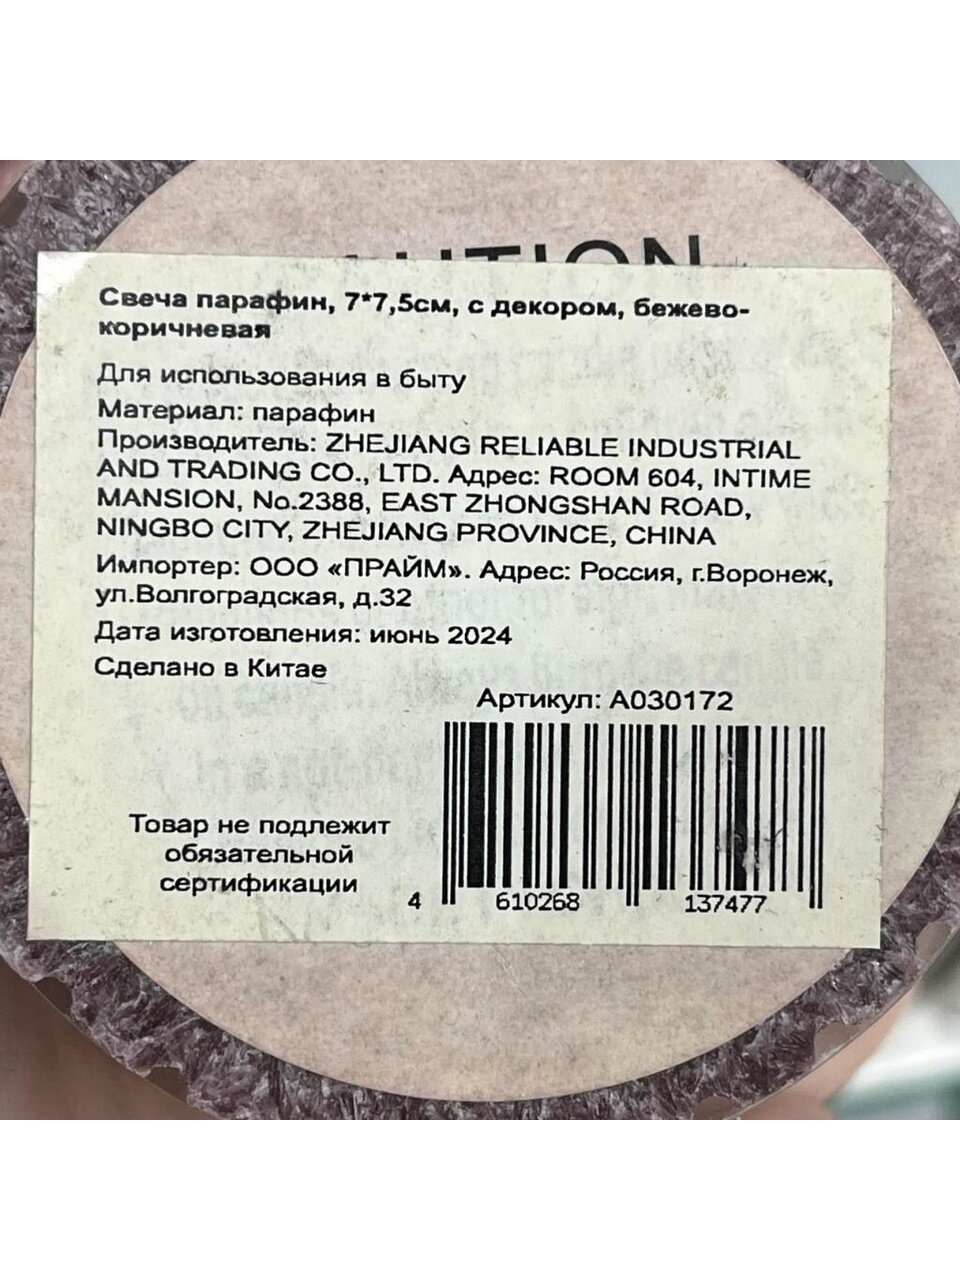 Свеча парафин, 7*7,5см, с декором, бежево-
коричневая
Для использования в быту
Материал: парафин
Производитель: ZHEJIANG RELIABLE INDUSTRIAL
AND TRADING CO., LTD. Адрес: ROOM 604, INTIME
MANSION, No.2388, EAST ZHONGSHAN ROAD,
NINGBO CITY, ZHEJIANG PROVINCE, CHINA
Импортер: ООО «ПРАЙМ». Адрес: Россия, г.Воронеж,
ул.Волгоградская, д.32
Дата изготовления: июнь 2024
Сделано в Китае
Артикул: А030172
Товар не подлежит
обязательной
сертификации
4 610268 137477